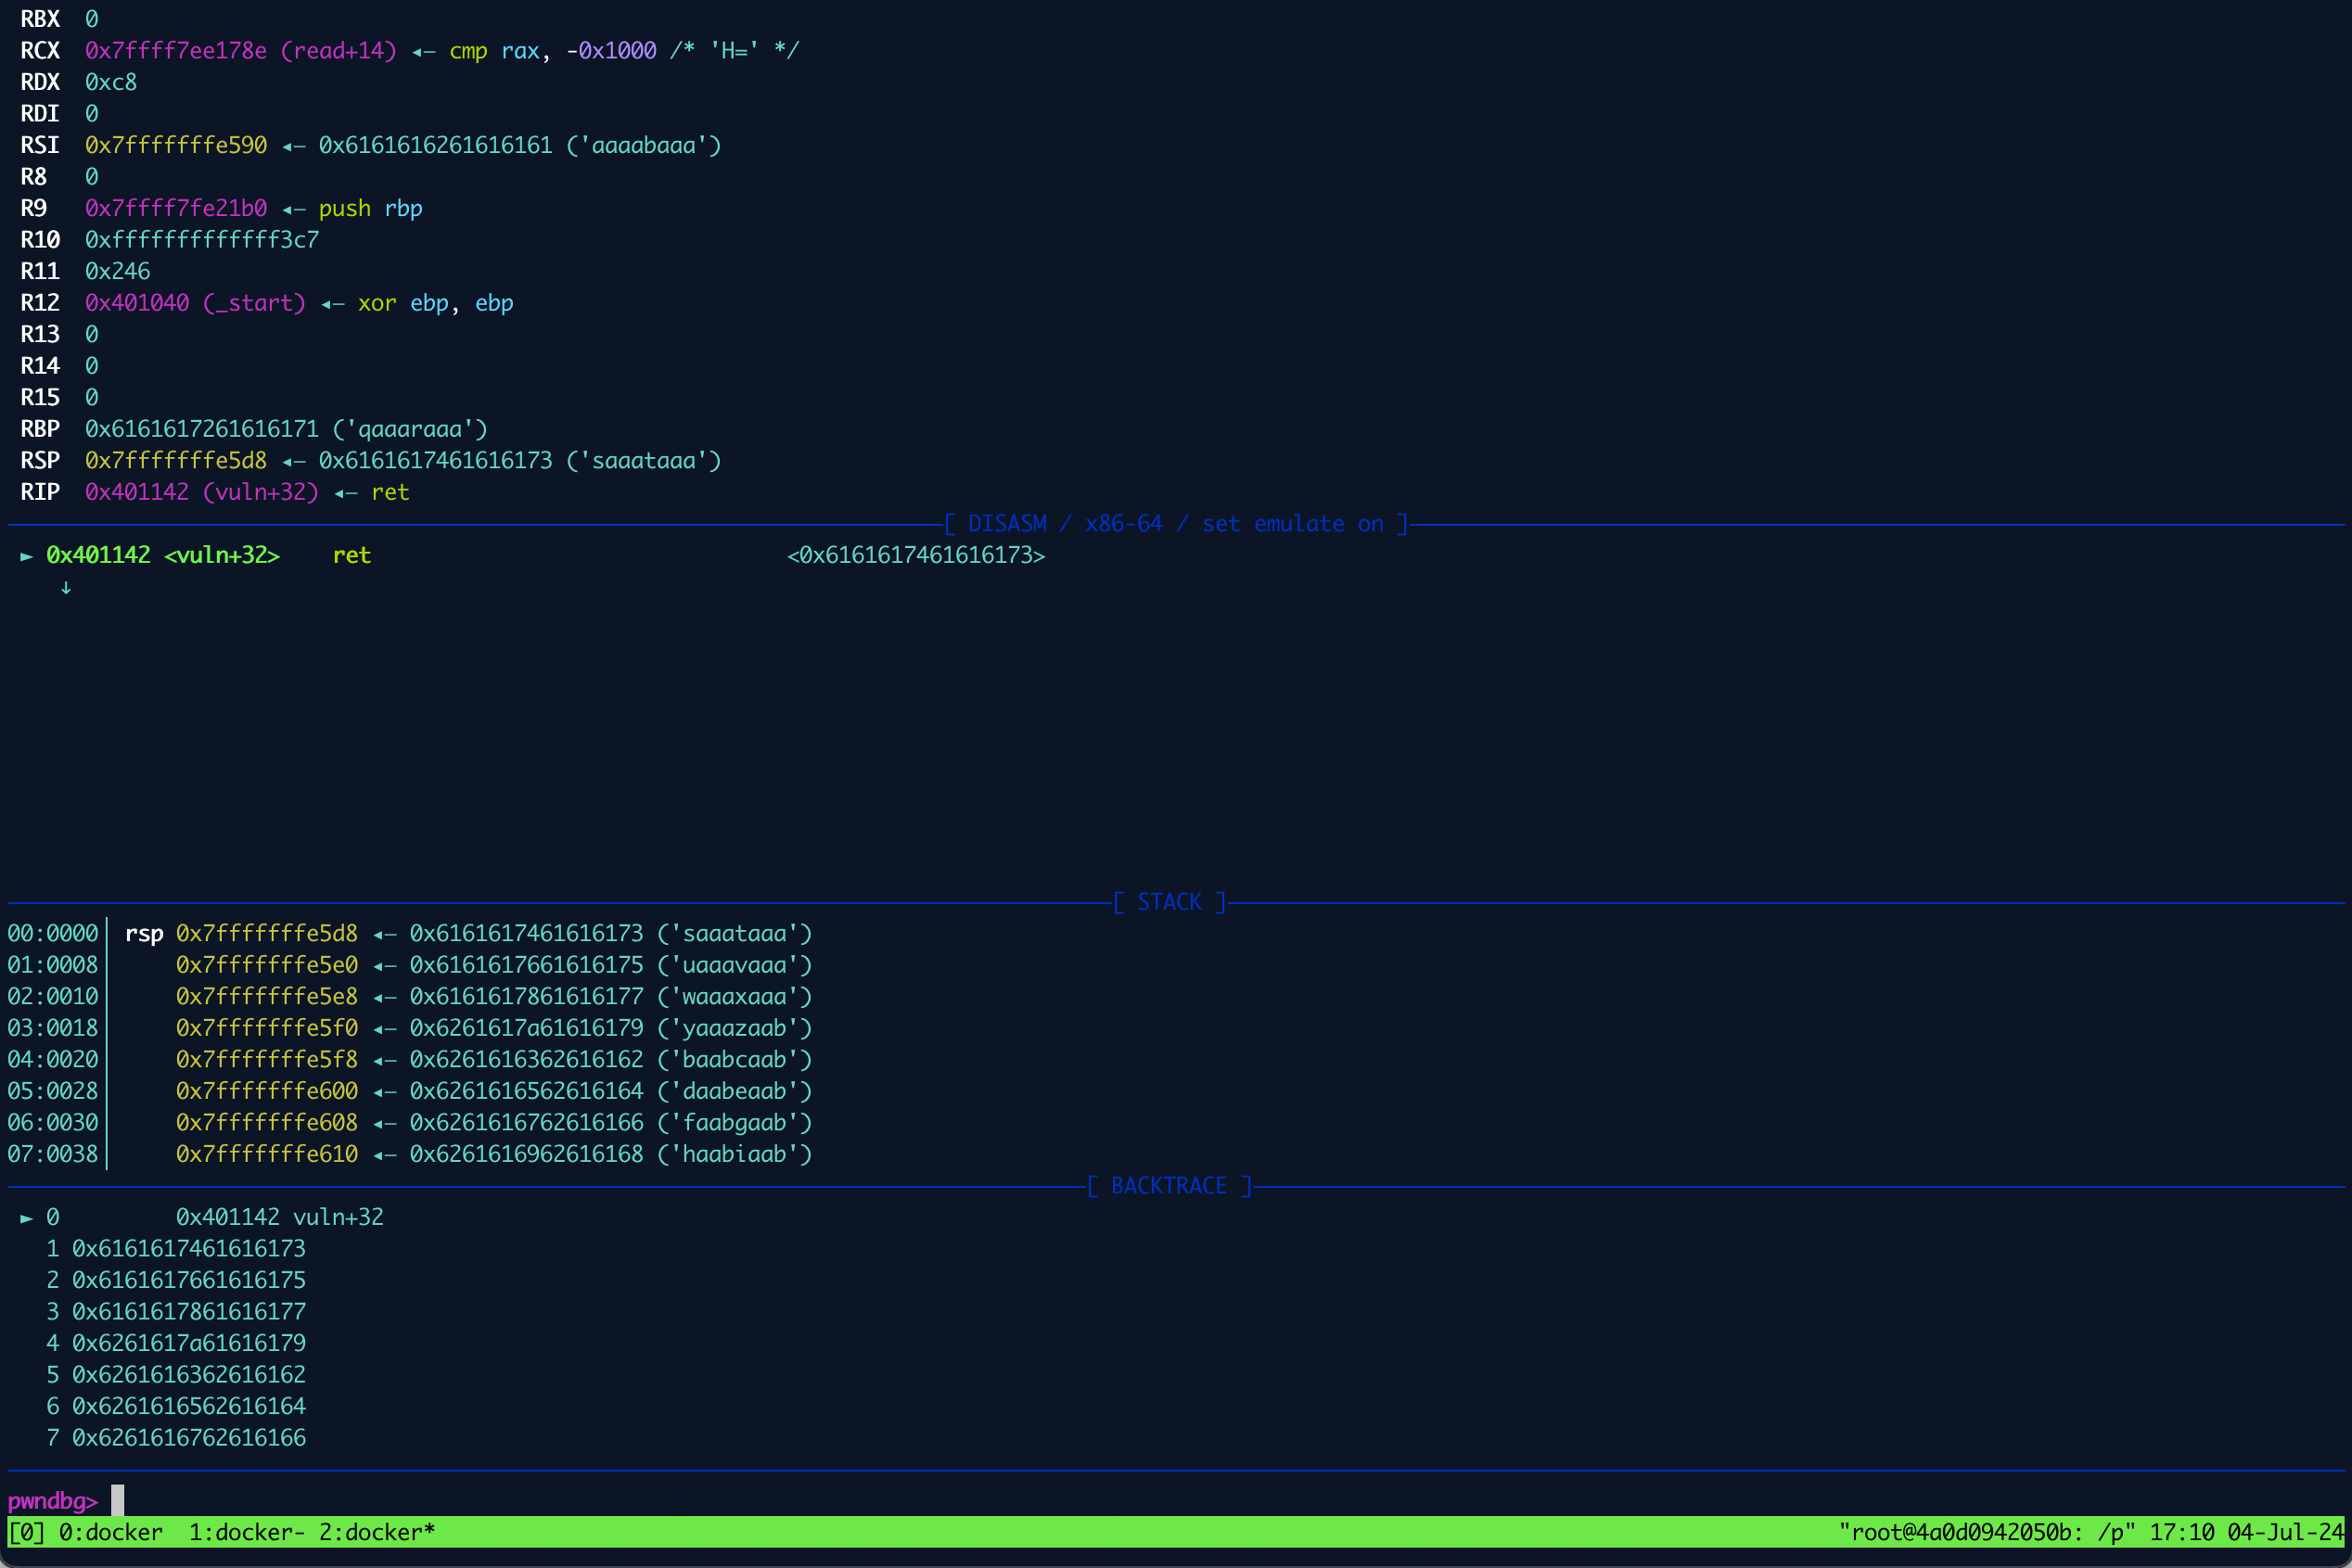 RBX 0
RCX 0x7ffff7ee178e (read+14) ◂— cmp rax, -0x1000 /* 'H=' */
RDX 0xc8
RDI 0
RSI 0x7fffffffe590 ◂— 0x6161616261616161 ('aaaabaaa')
R8 0
R9 0x7ffff7fe21b0 ◂— push rbp
R10 0xfffffffffffff3c7
R11 0x246
R12 0x401040 (_start) ◂— xor ebp, ebp
R13 0
R14 0
R15 0
RBP 0x6161617261616171 ('qaaaraaa')
RSP 0x7fffffffe5d8 ◂— 0x6161617461616173 ('saaataaa')
RIP 0x401142 (vuln+32) ◂— ret
[ DISASM / x86-64 / set emulate on ]
► 0x401142 <vuln+32> ret <0x6161617461616173>
↓
[ STACK ]
00:0000│ rsp 0x7fffffffe5d8 ◂— 0x6161617461616173 ('saaataaa')
01:0008│ 0x7fffffffe5e0 ◂— 0x6161617661616175 ('uaaavaaa')
02:0010│ 0x7fffffffe5e8 ◂— 0x6161617861616177 ('waaaxaaa')
03:0018│ 0x7fffffffe5f0 ◂— 0x6261617a61616179 ('yaaazaab')
04:0020│ 0x7fffffffe5f8 ◂— 0x6261616362616162 ('baabcaab')
05:0028│ 0x7fffffffe600 ◂— 0x6261616562616164 ('daabeaab')
06:0030│ 0x7fffffffe608 ◂— 0x6261616762616166 ('faabgaab')
07:0038│ 0x7fffffffe610 ◂— 0x6261616962616168 ('haabiaab')
[ BACKTRACE ]
► 0 0x401142 vuln+32
1 0x6161617461616173
2 0x6161617661616175
3 0x6161617861616177
4 0x6261617a61616179
5 0x6261616362616162
6 0x6261616562616164
7 0x6261616762616166
pwndbg>
[0] 0:docker 1:docker- 2:docker* "root@4a0d0942050b: /p" 17:10 04-Jul-24